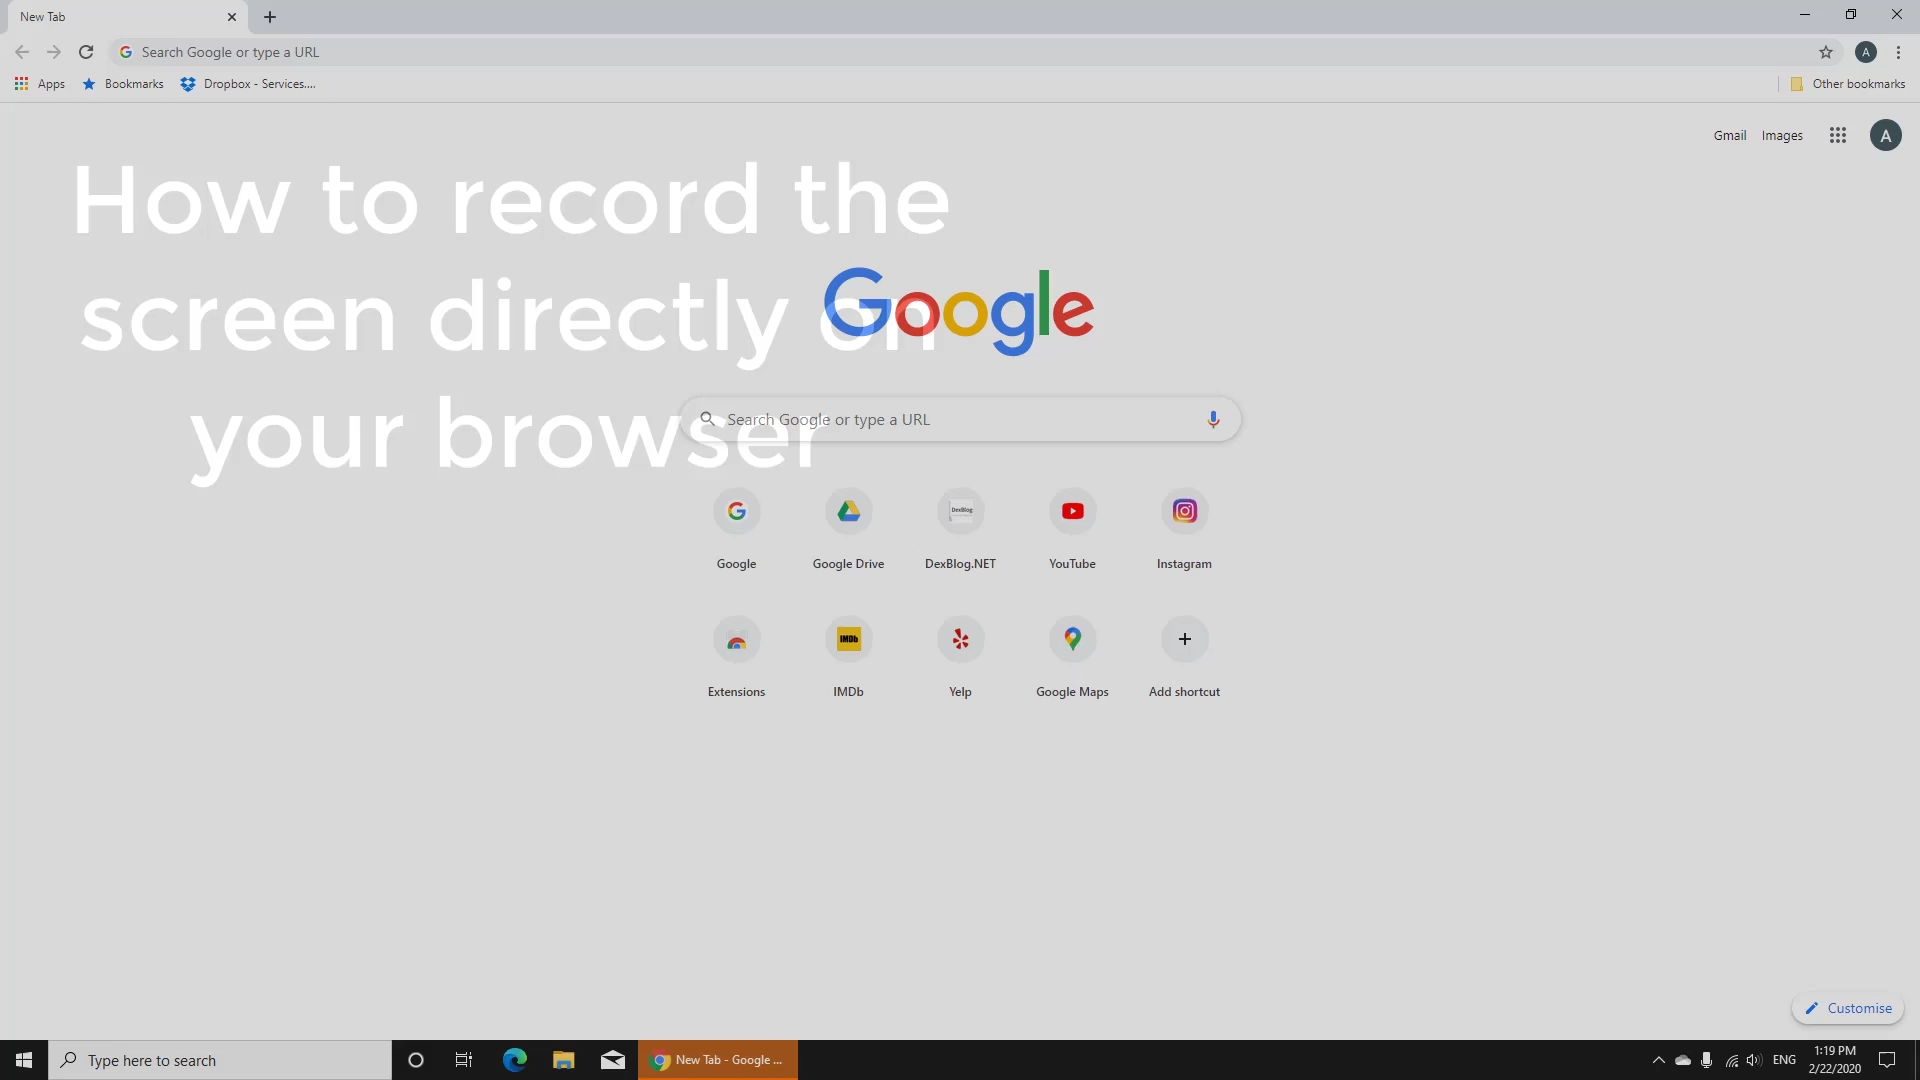 New Tab
Search Google or type a URL
A
Apps
Bookmarks
Dropbox - Services....
Other bookmarks
Gmail
Images
A
How to record the
screen directly on
your browser
Google
Search Google or type a URL
Google
Google Drive
DexBlog
DexBlog.NET
YouTube
Instagram
Extensions
IMDb
IMDb
Yelp
Google Maps
Add shortcut
Customise
Type here to search
New Tab - Google ...
ENG
1:19 PM
2/22/2020